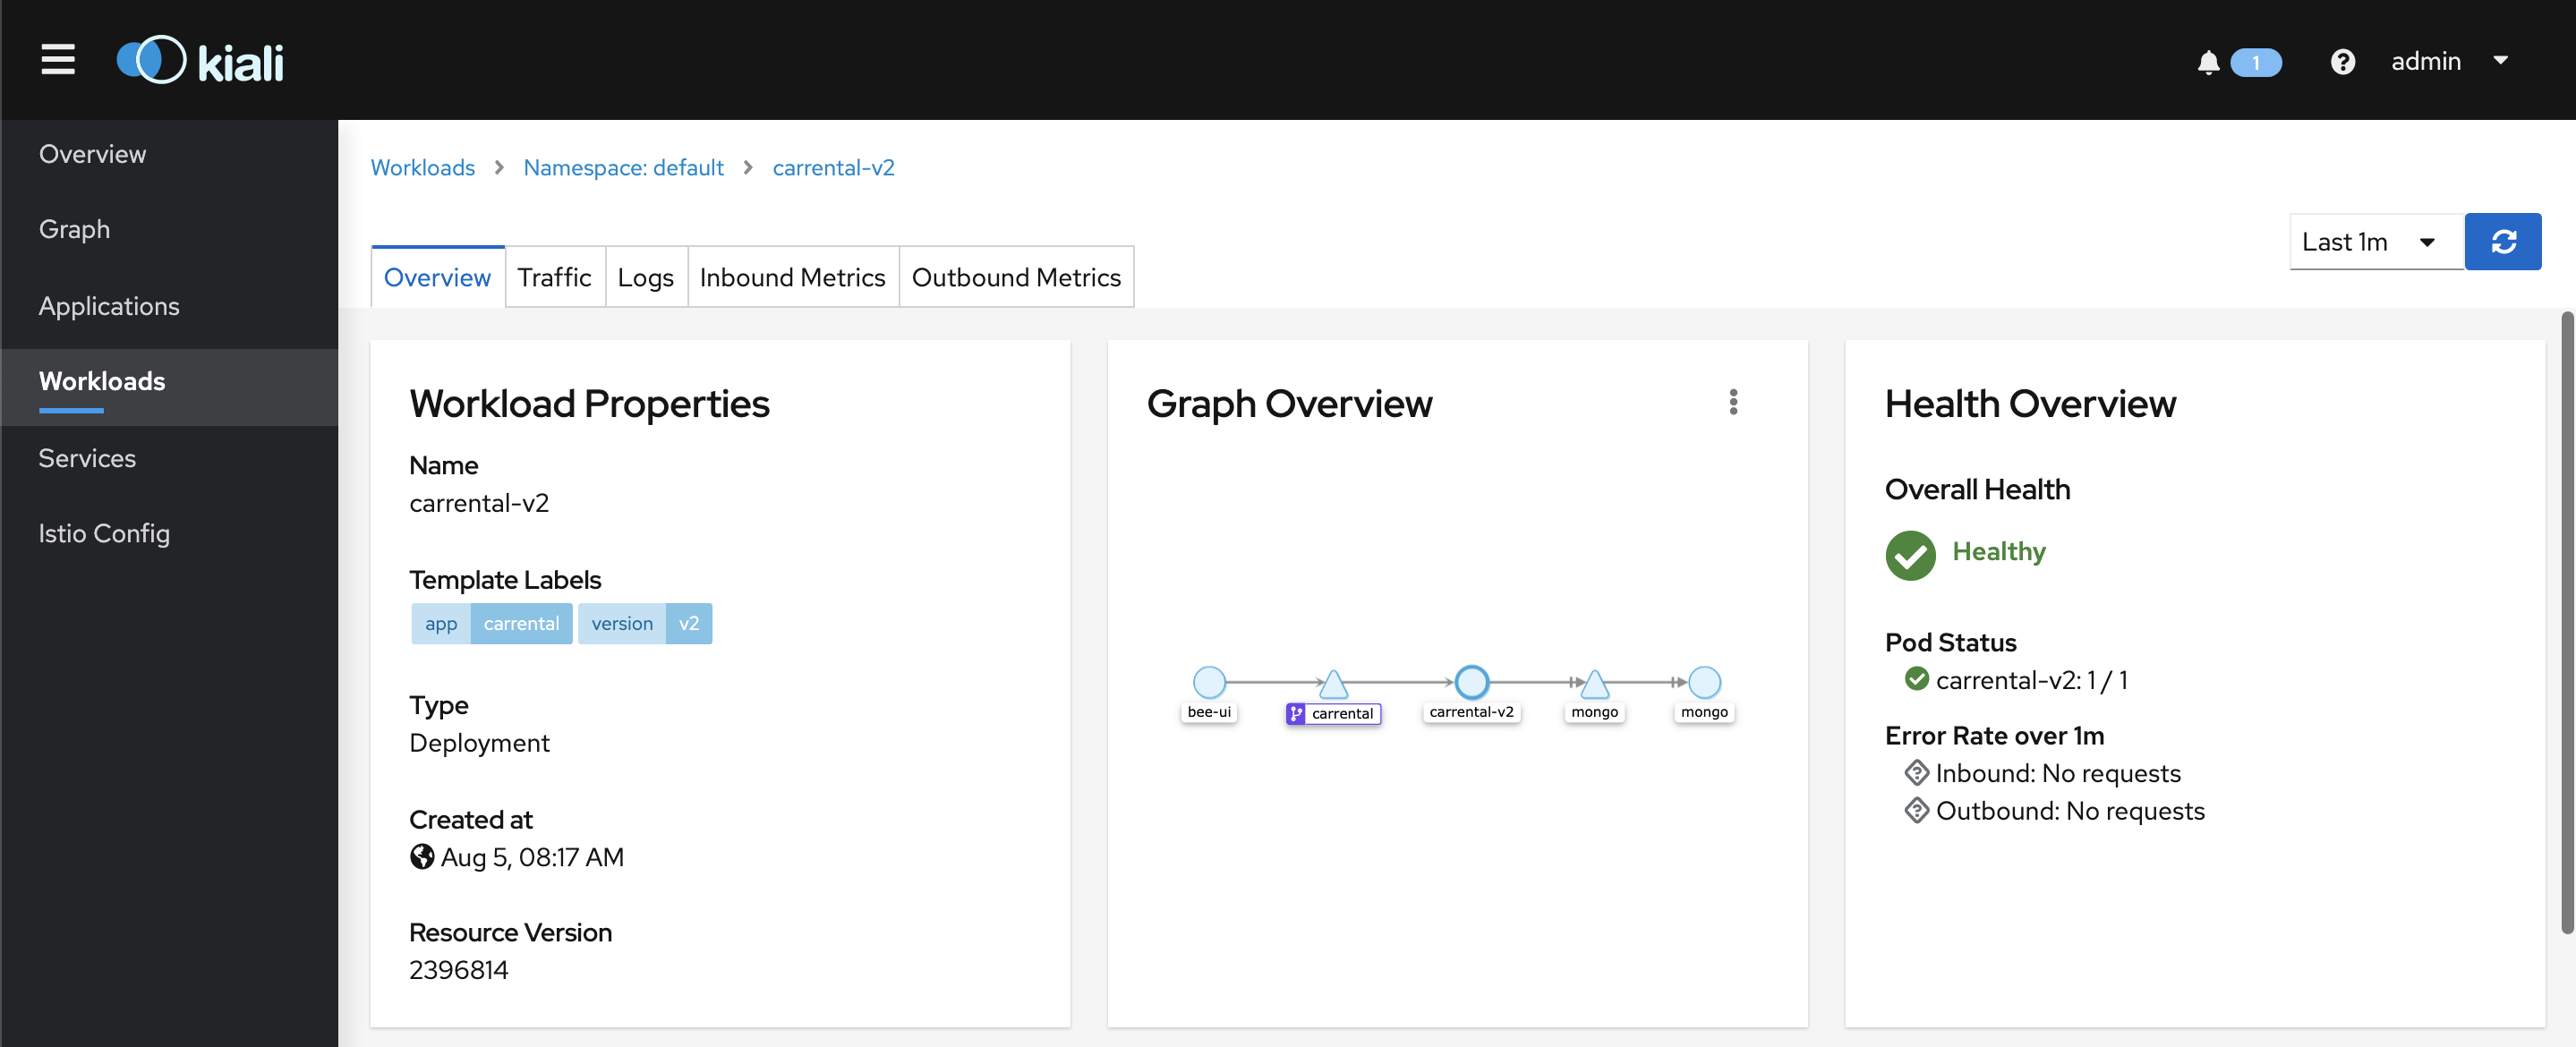 kiali
1
admin
Overview
Graph
Applications
Workloads
Services
Istio Config
Workloads > Namespace: default > carrental-v2
Overview Traffic Logs Inbound Metrics Outbound Metrics
Last 1m
Workload Properties
Name
carrental-v2
Template Labels
app carrental version v2
Type
Deployment
Created at
Aug 5, 08:17 AM
Resource Version
2396814
Graph Overview
bee-ui carrental carrental-v2 mongo mongo
Health Overview
Overall Health
Healthy
Pod Status
carrental-v2: 1 / 1
Error Rate over 1m
Inbound: No requests
Outbound: No requests